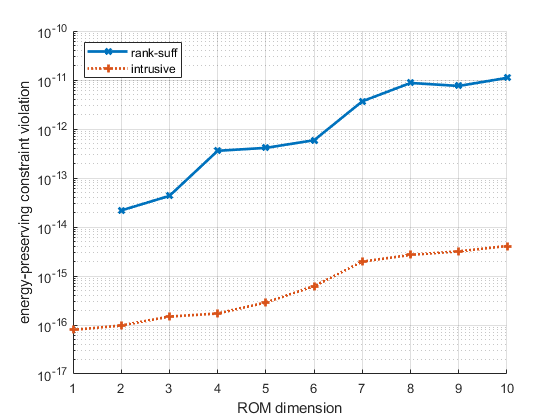 10^-10
10^-11
10^-12
10^-13
10^-14
10^-15
10^-16
10^-17
energy-preserving constraint violation
rank-suff
intrusive
1 2 3 4 5 6 7 8 9 10
ROM dimension